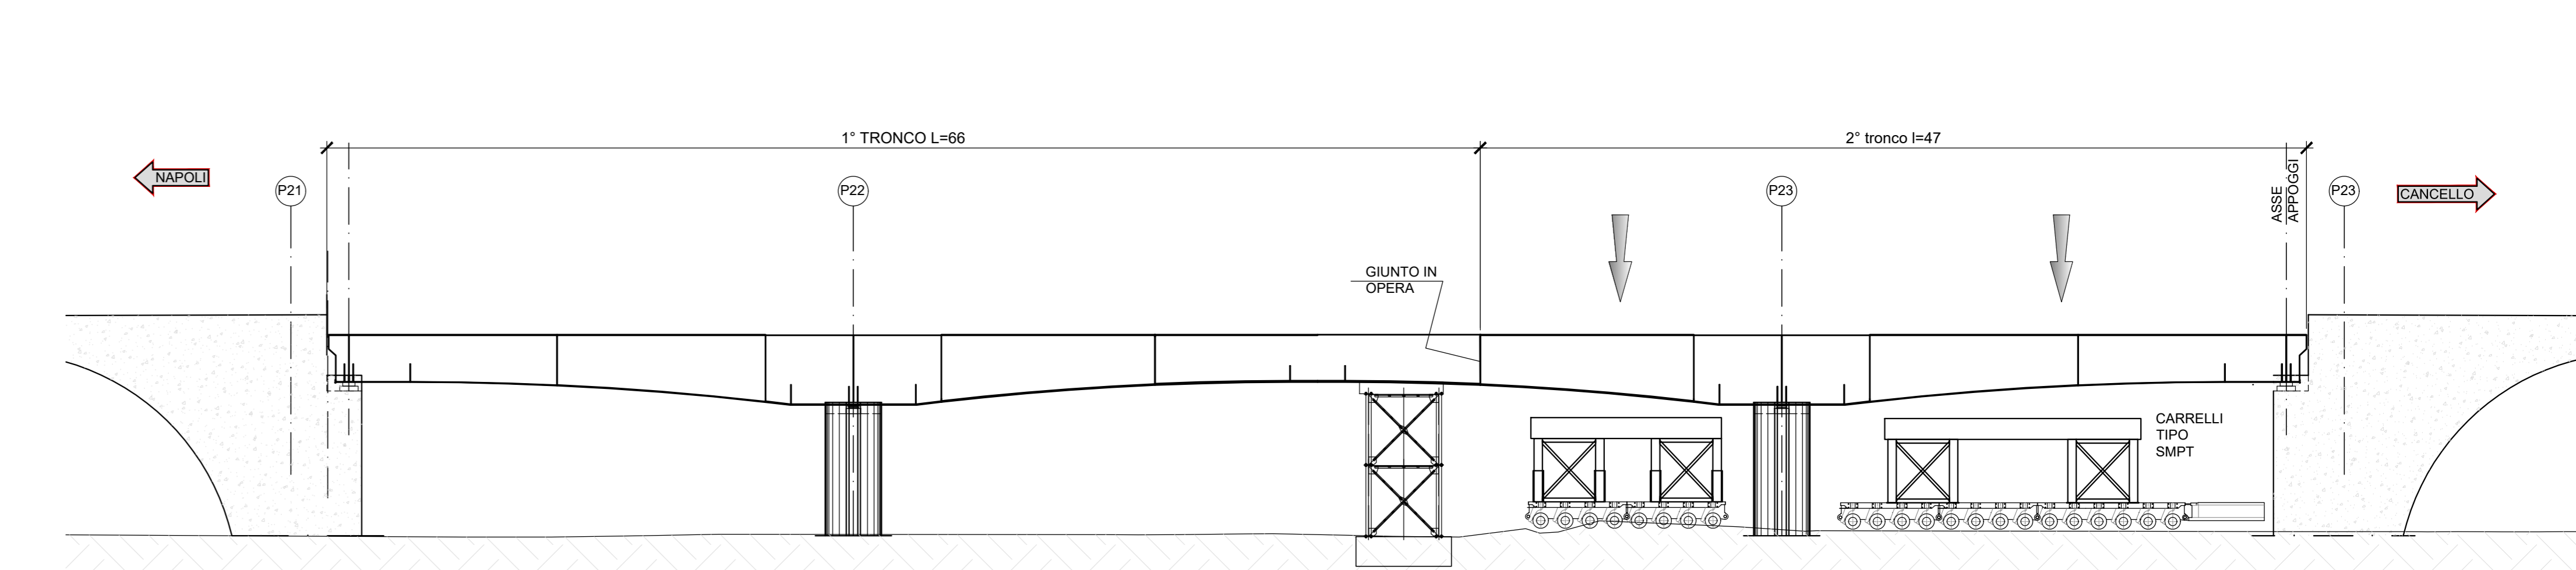 1° TRONCO L=66
2° tronco l=47
NAPOLI
P21
P22
P23
ASSE
APPOGGI
P23
CANCELLO
GIUNTO IN
OPERA
CARRELLI
TIPO
SMPT